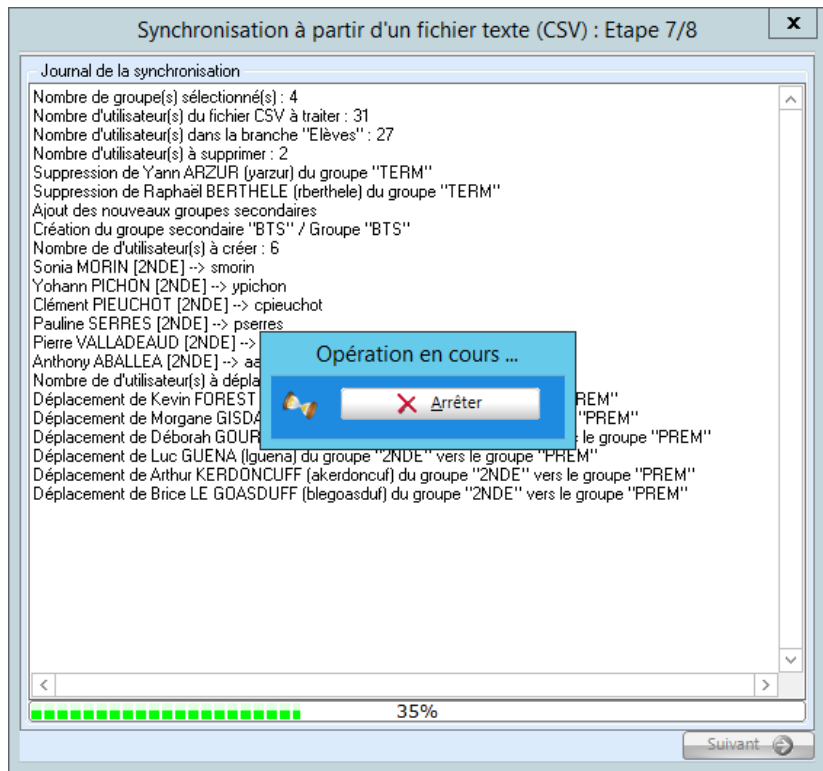 Synchronisation à partir d'un fichier texte (CSV) : Etape 7/8
x
Journal de la synchronisation
Nombre de groupe(s) sélectionné(s) : 4
Nombre d'utilisateur(s) du fichier CSV à traiter : 31
Nombre d'utilisateur(s) dans la branche "Elèves" : 27
Nombre d'utilisateur(s) à supprimer : 2
Suppression de Yann ARZUR (yarzur) du groupe "TERM"
Suppression de Raphaël BERTHELE (rberthele) du groupe "TERM"
Ajout des nouveaux groupes secondaires
Création du groupe secondaire "BTS" / Groupe "BTS"
Nombre de d'utilisateur(s) à créer : 6
Sonia MORIN [2NDE] --> smorin
Yohann PICHON [2NDE] --> ypichon
Clément PIEUCHOT [2NDE] --> cpieuchot
Pauline SERRES [2NDE] --> pserres
Pierre VALLADEAUD [2NDE] -->
Anthony ABALLEA [2NDE] -->
Nombre de d'utilisateur(s) à
Déplacement de Kevin FOREST
Déplacement de Morgane "PREM"
Déplacement de Déborah le groupe "PREM"
Déplacement de Luc GUENA (lguena) du groupe "2NDE" vers le groupe "PREM"
Déplacement de Arthur KERDONCUFF (akerdoncuf) du groupe "2NDE" vers le groupe "PREM"
Déplacement de Brice LE GOASDUFF (blegoasduf) du groupe "2NDE" vers le groupe "PREM"
Opération en cours ...
Arrêter
35%
Suivant